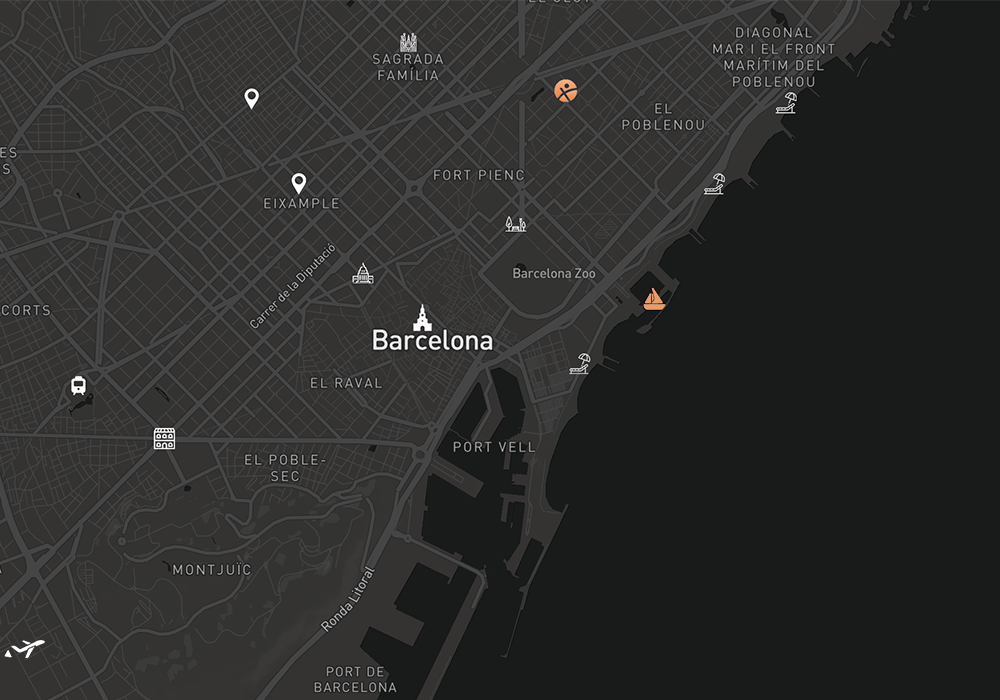 DIAGONAL
MAR I EL FRONT
MARÍTIM DEL
POBLENOU
SAGRADA
FAMÍLIA
EL
POBLENOU
FORT PIENC
EIXAMPLE
Carrer de la Diputació
Barcelona Zoo
CORTS
Barcelona
EL RAVAL
PORT VELL
EL POBLE-
SEC
MONTJUÏC
Ronda Litoral
PORT DE
BARCELONA